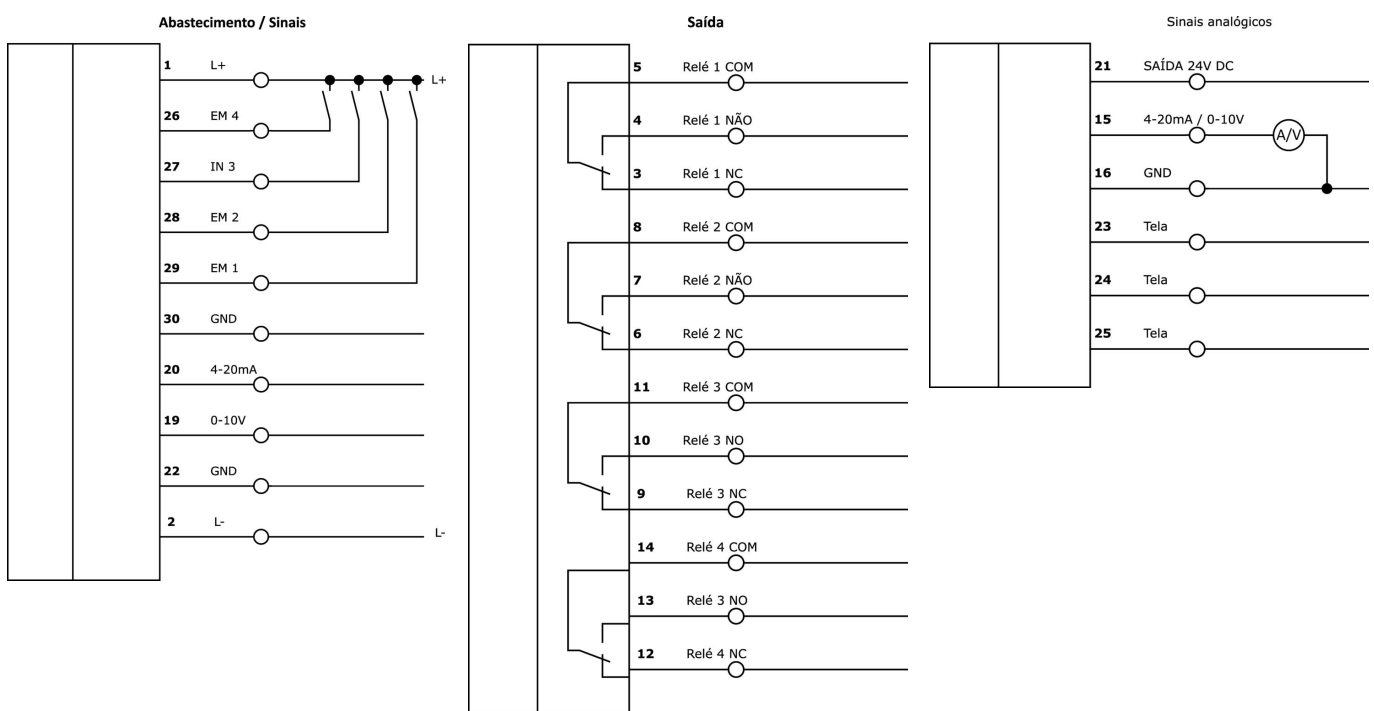 Abastecimento / Sinais
1 L+
L+
26 EM 4
27 IN 3
28 EM 2
29 EM 1
30 GND
20 4-20mA
19 0-10V
22 GND
2 L-
L-
Saída
5 Relé 1 COM
4 Relé 1 NÃO
3 Relé 1 NC
8 Relé 2 COM
7 Relé 2 NÃO
6 Relé 2 NC
11 Relé 3 COM
10 Relé 3 NO
9 Relé 3 NC
14 Relé 4 COM
13 Relé 3 NO
12 Relé 4 NC
Sinais analógicos
21 SAÍDA 24V DC
15 4-20mA / 0-10V
A/V
16 GND
23 Tela
24 Tela
25 Tela